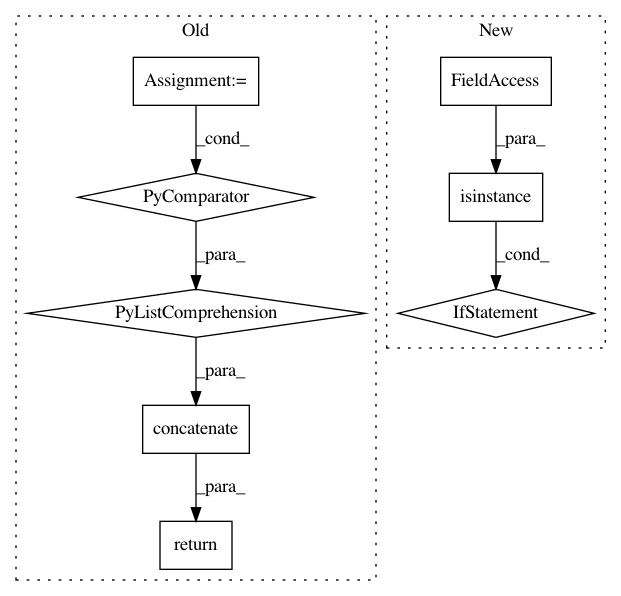 Old
New
Assignment:=
FieldAccess
_cond_
_para_
PyComparator
isinstance
_para_
_cond_
PyListComprehension
IfStatement
_para_
concatenate
_para_
return